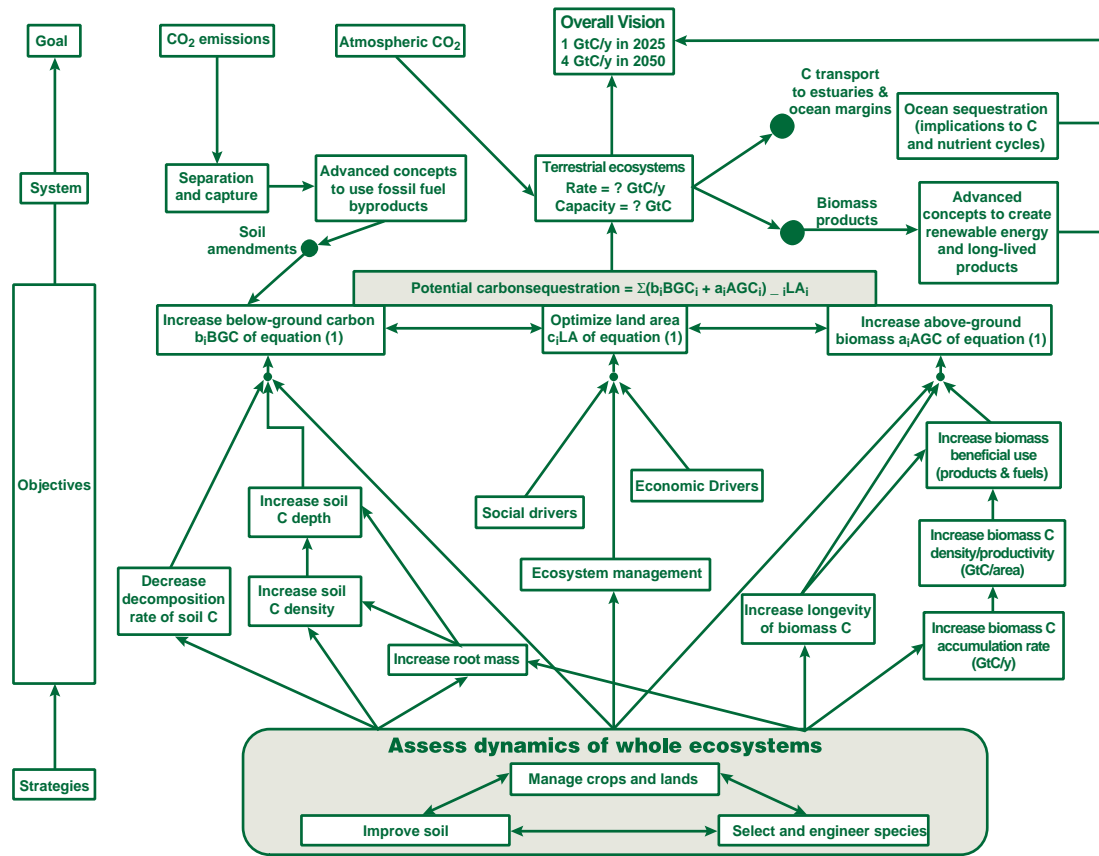 Goal
CO₂ emissions
Atmospheric CO₂
Overall Vision
1 GtC/y in 2025
4 GtC/y in 2050
C transport
to estuaries &
ocean margins
Ocean sequestration
(implications to C
and nutrient cycles)
System
Separation
and capture
Advanced concepts
to use fossil fuel
byproducts
Terrestrial ecosystems
Rate = ? GtC/y
Capacity = ? GtC
Biomass
products
Advanced
concepts to create
renewable energy
and long-lived
products
Soil
amendments
Potential carbonsequestration = Σ(bᵢBGCᵢ + aᵢAGCᵢ) _ ᵢLAᵢ
Increase below-ground carbon
bᵢBGC of equation (1)
Optimize land area
cᵢLA of equation (1)
Increase above-ground
biomass aᵢAGC of equation (1)
Objectives
Increase biomass
beneficial use
(products & fuels)
Increase soil
C depth
Social drivers
Economic Drivers
Increase biomass C
density/productivity
(GtC/area)
Decrease
decomposition
rate of soil C
Increase soil
C density
Ecosystem management
Increase longevity
of biomass C
Increase biomass C
accumulation rate
(GtC/y)
Increase root mass
Strategies
Assess dynamics of whole ecosystems
Manage crops and lands
Improve soil
Select and engineer species